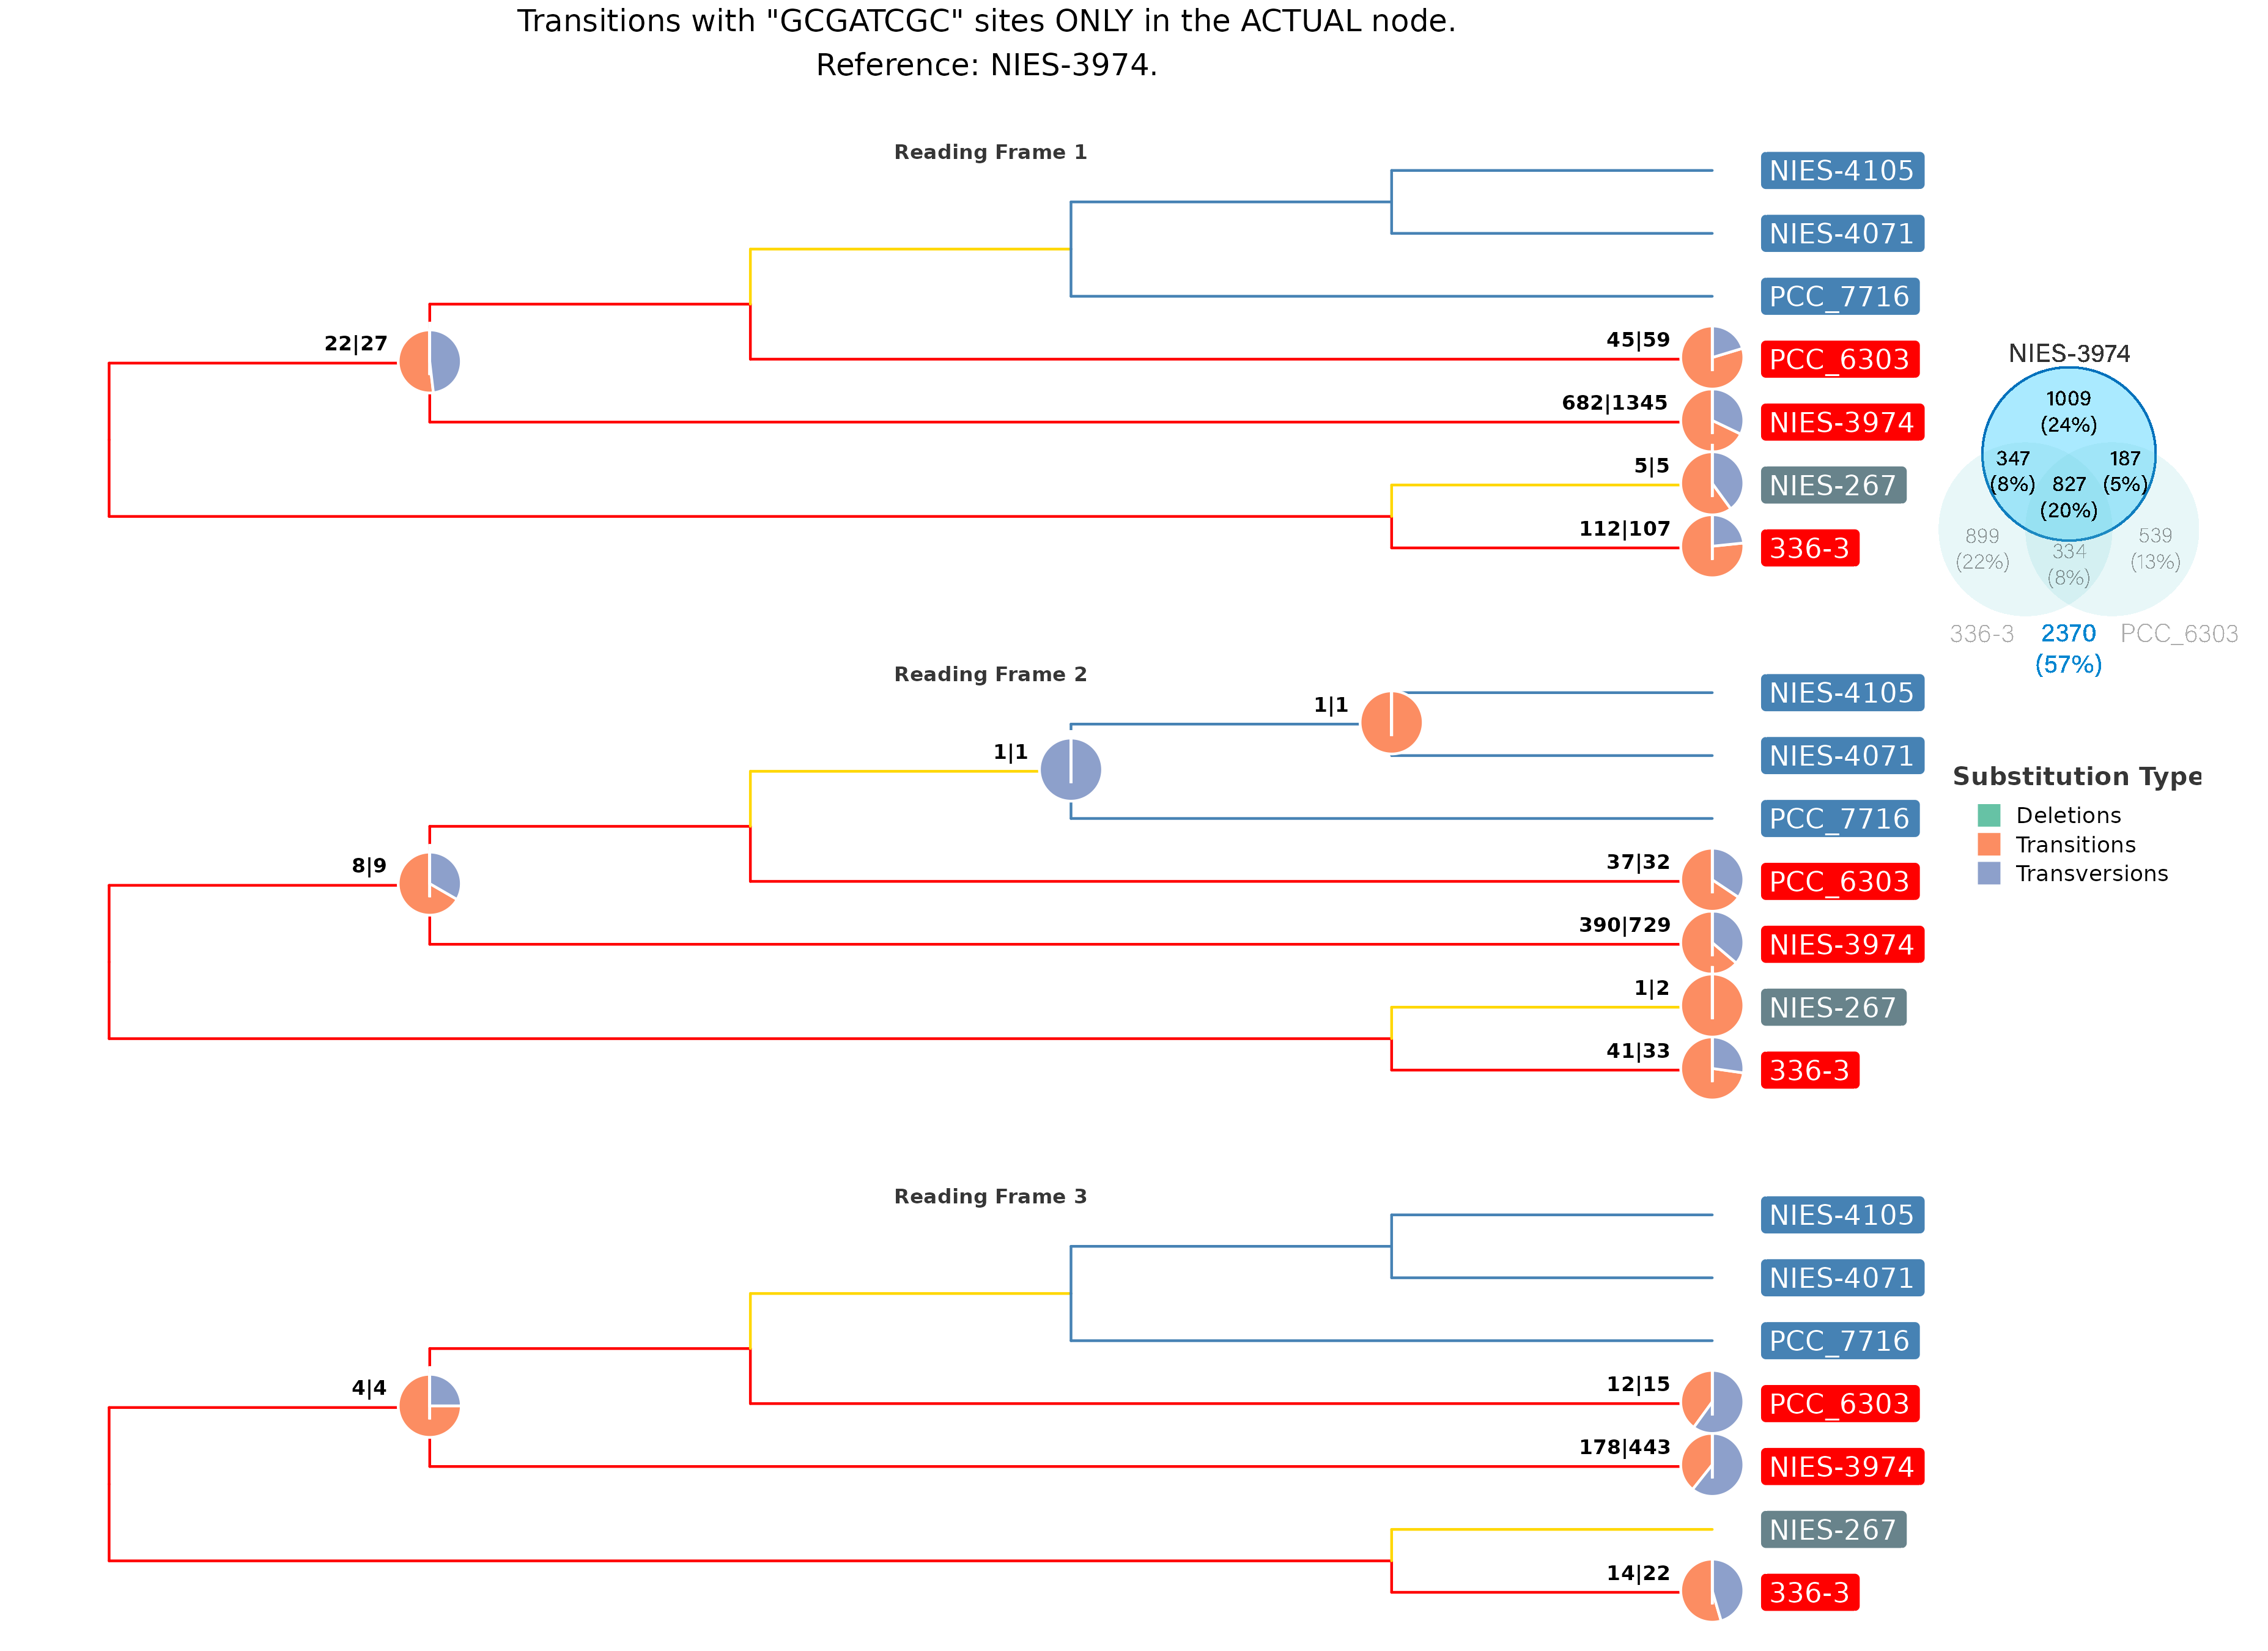 Transitions with "GCGATCGC" sites ONLY in the ACTUAL node.
Reference: NIES-3974.
Reading Frame 1
NIES-4105
NIES-4071
PCC_7716
22|27
45|59
PCC_6303
682|1345
NIES-3974
5|5
NIES-267
112|107
336-3
NIES-3974
1009
(24%)
347
(8%)
827
(20%)
187
(5%)
899
(22%)
334
(8%)
539
(13%)
336-3
2370
(57%)
PCC_6303
Reading Frame 2
NIES-4105
1|1
NIES-4071
1|1
PCC_7716
8|9
37|32
PCC_6303
390|729
NIES-3974
1|2
NIES-267
41|33
336-3
Substitution Type
Deletions
Transitions
Transversions
Reading Frame 3
NIES-4105
NIES-4071
PCC_7716
4|4
12|15
PCC_6303
178|443
NIES-3974
NIES-267
14|22
336-3